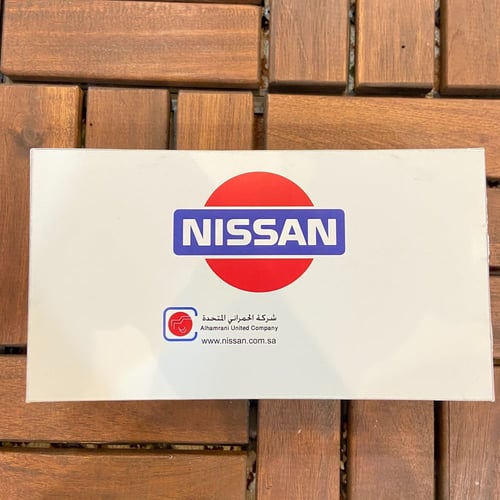 NISSAN
شركة الحمراني المتحدة
Alhamrani United Company
www.nissan.com.sa